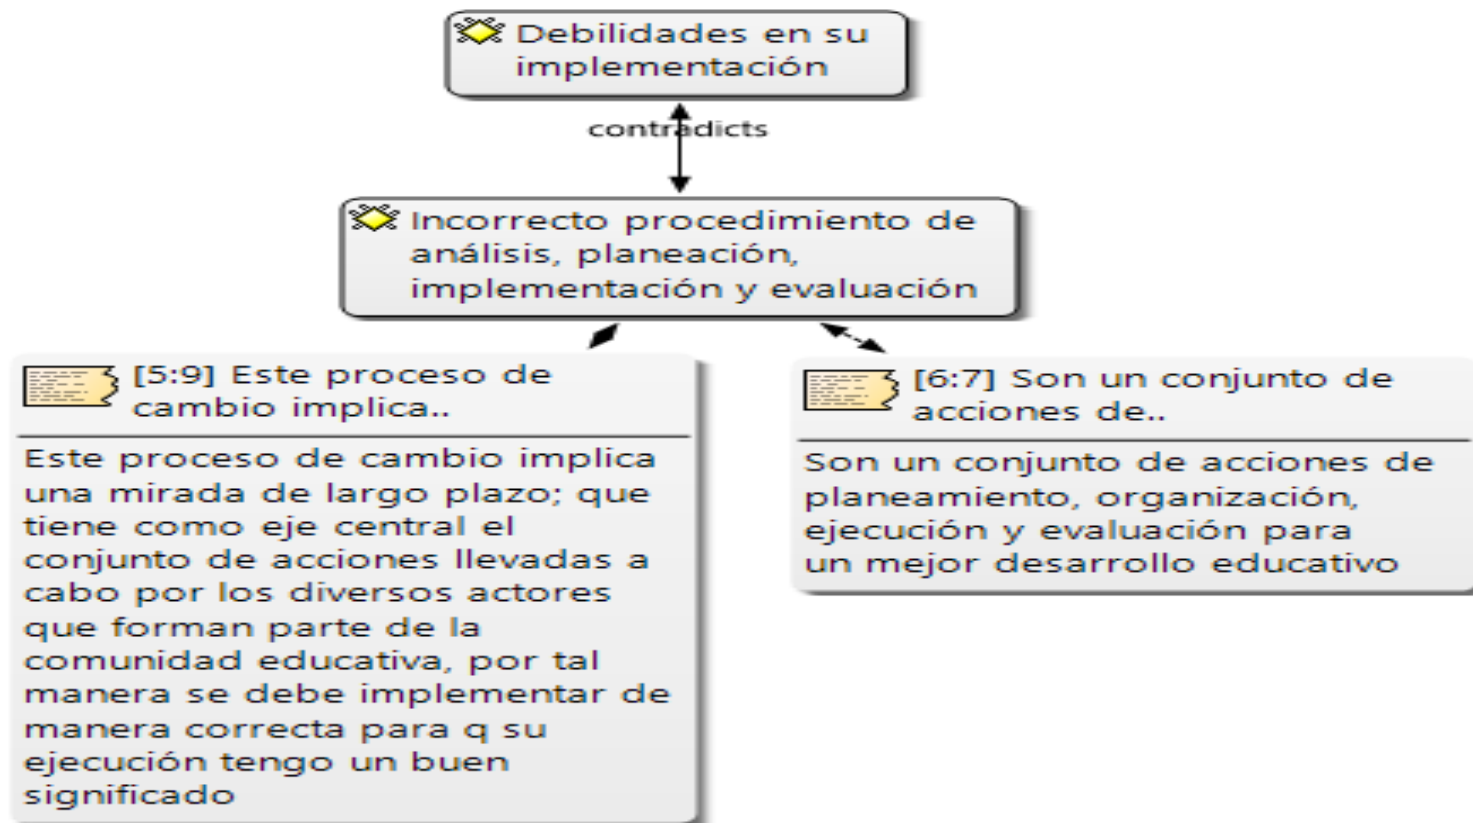 Debilidades en su
implementación
contradicts
Incorrecto procedimiento de
análisis, planeación,
implementación y evaluación
[5:9] Este proceso de
cambio implica..
Este proceso de cambio implica
una mirada de largo plazo; que
tiene como eje central el
conjunto de acciones llevadas a
cabo por los diversos actores
que forman parte de la
comunidad educativa, por tal
manera se debe implementar de
manera correcta para q su
ejecución tengo un buen
significado
[6:7] Son un conjunto de
acciones de..
Son un conjunto de acciones de
planeamiento, organización,
ejecución y evaluación para
un mejor desarrollo educativo